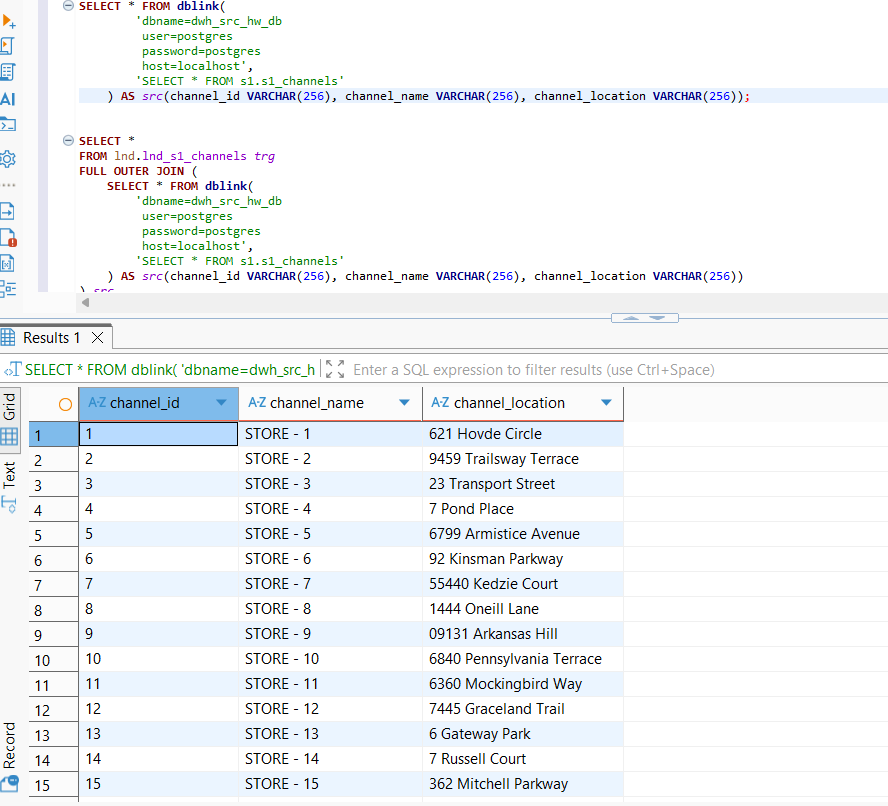 SELECT * FROM dblink(
'dbname=dwh_src_hw_db
user=postgres
password=postgres
host=localhost',
'SELECT * FROM s1.s1_channels'
) AS src(channel_id VARCHAR(256), channel_name VARCHAR(256), channel_location VARCHAR(256));
SELECT *
FROM lnd.lnd_s1_channels trg
FULL OUTER JOIN (
SELECT * FROM dblink(
'dbname=dwh_src_hw_db
user=postgres
password=postgres
host=localhost',
'SELECT * FROM s1.s1_channels'
) AS src(channel_id VARCHAR(256), channel_name VARCHAR(256), channel_location VARCHAR(256))
) src
AI
Results 1
SELECT * FROM dblink( 'dbname=dwh_src_h
Enter a SQL expression to filter results (use Ctrl+Space)
Grid
Text
Record
A-Z channel_id A-Z channel_name A-Z channel_location
1 1 STORE - 1 621 Hovde Circle
2 2 STORE - 2 9459 Trailsway Terrace
3 3 STORE - 3 23 Transport Street
4 4 STORE - 4 7 Pond Place
5 5 STORE - 5 6799 Armistice Avenue
6 6 STORE - 6 92 Kinsman Parkway
7 7 STORE - 7 55440 Kedzie Court
8 8 STORE - 8 1444 Oneill Lane
9 9 STORE - 9 09131 Arkansas Hill
10 10 STORE - 10 6840 Pennsylvania Terrace
11 11 STORE - 11 6360 Mockingbird Way
12 12 STORE - 12 7445 Graceland Trail
13 13 STORE - 13 6 Gateway Park
14 14 STORE - 14 7 Russell Court
15 15 STORE - 15 362 Mitchell Parkway